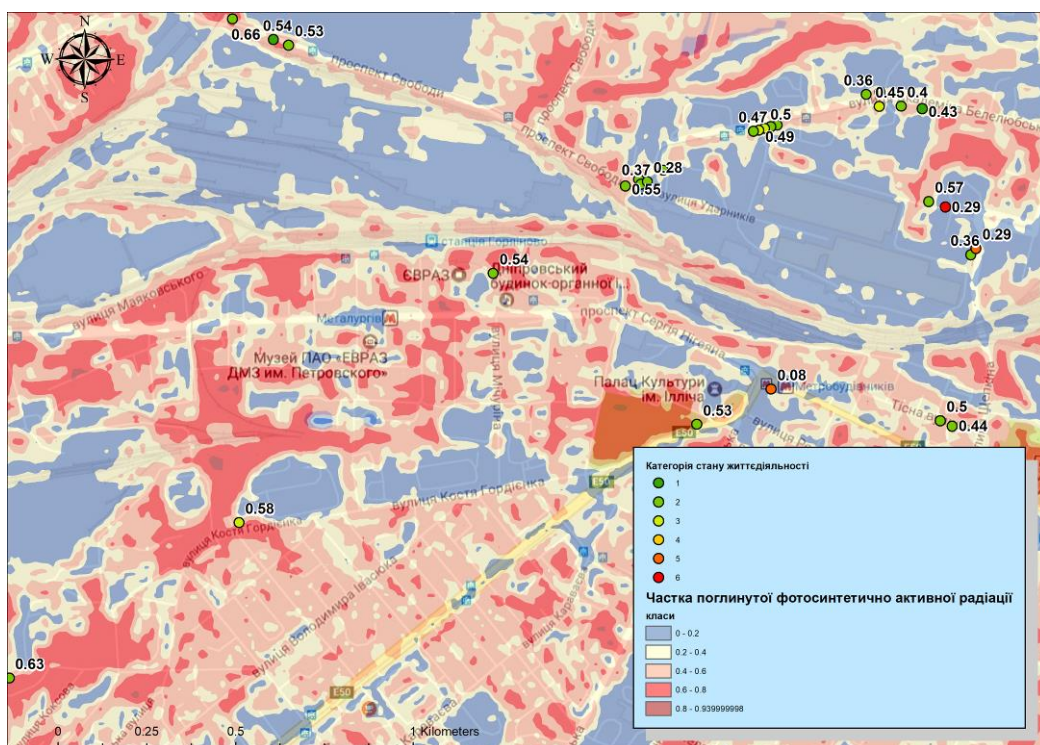 N
W
E
S
0.66
0.54
0.53
проспект Свободи
проспект Свободи
проспект Свободи
0.36
0.45
0.4
0.43
0.47
0.5
0.49
0.37
0.28
0.55
вулиця Ударників
0.57
0.29
0.29
0.36
станція Горяїново
ЄВРАЗ
0.54
Дніпровський
будинок органної і...
вулиця Маяковського
Металургів
Музей ПАО «ЕВРАЗ
ДМЗ им. Петровского»
вулиця Мічуріна
проспект Сергія Нігояна
Палац Культури
ім. Ілліча
0.08
Метробудівників
0.53
E50
Тісна
0.5
0.44
0.58
вулиця Костя Гордієнка
вулиця Костя Гордієнка
E50
вулиця Володимира Івасюка
вулиця Караваєва
0.63
E50
0
0.25
0.5
1 Kilometers
Категорія стану життєдіяльності
1
2
3
4
5
6
Частка поглинутої фотосинтетично активної радіації
класи
0 - 0.2
0.2 - 0.4
0.4 - 0.6
0.6 - 0.8
0.8 - 0.939999998